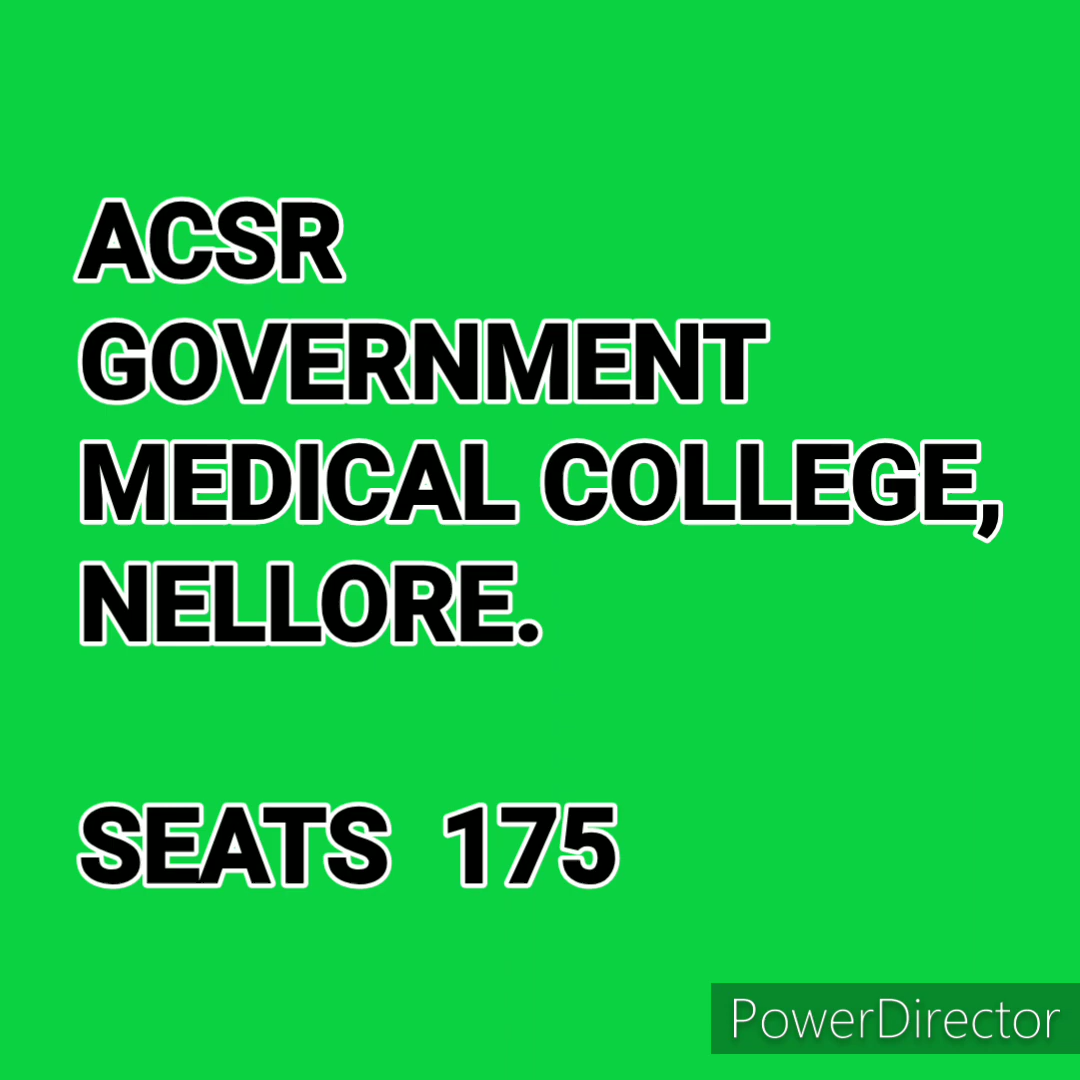 ACSR
GOVERNMENT
MEDICAL COLLEGE,
NELLORE.
SEATS 175
PowerDirector